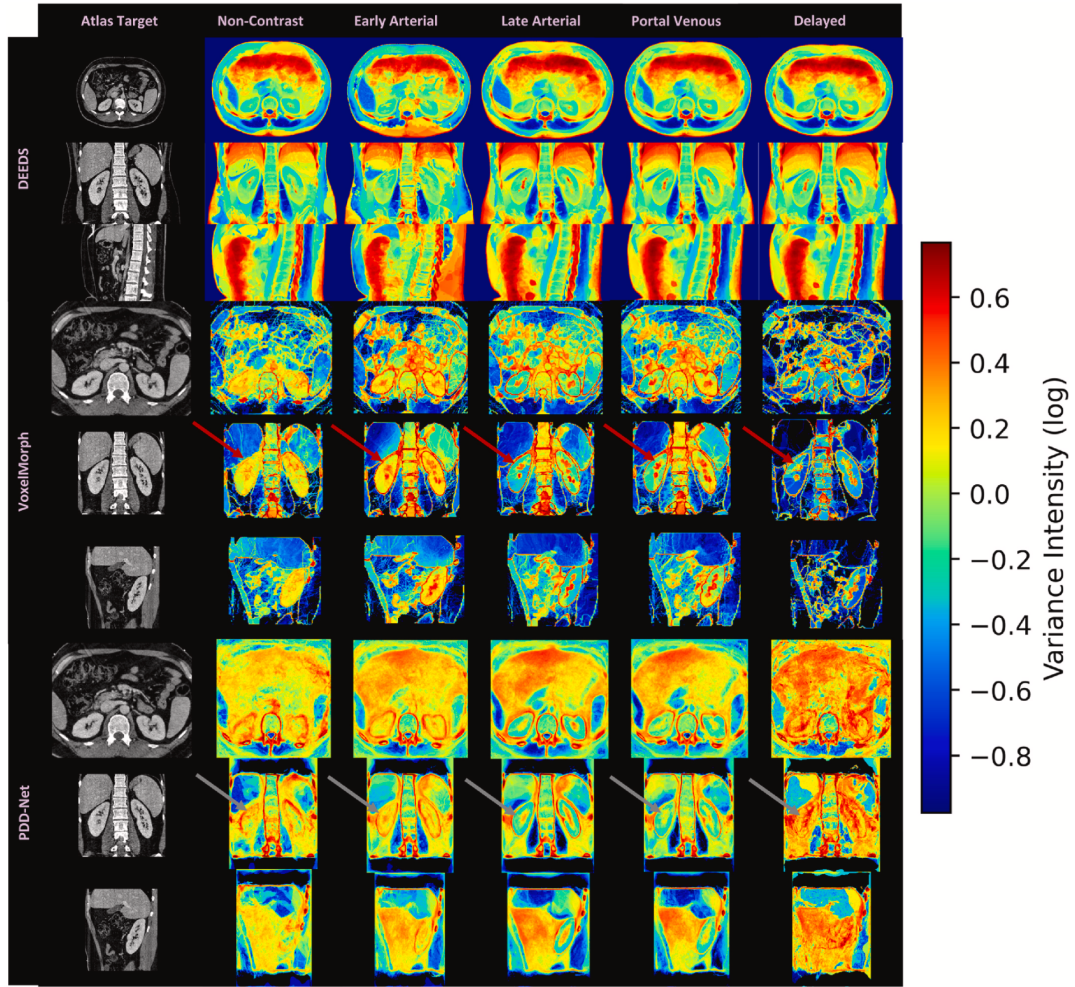 Atlas Target Non-Contrast Early Arterial Late Arterial Portal Venous Delayed
DEEDS
VoxelMorph
PDD-Net
0.6
0.4
0.2
0.0
−0.2
−0.4
−0.6
−0.8
Variance Intensity (log)